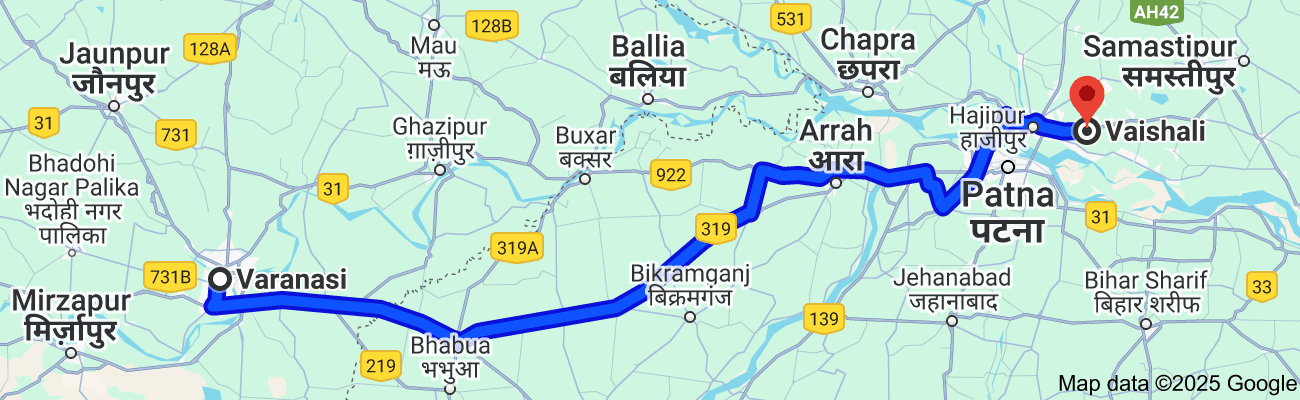 AH42
531
128B
Chapra
छपरा
Samastipur
समस्तीपुर
Jaunpur
जौनपुर
128A
Mau
मऊ
Ballia
बलिया
31
731
Ghazipur
ग़ाज़ीपुर
Buxar
बक्सर
Arrah
आरा
Hajipur
हाजीपुर
Vaishali
Bhadohi
Nagar Palika
भदोही नगर
पालिका
31
922
Patna
पटना
31
319
319A
731B
Varanasi
Bikramganj
बिक्रमगंज
Jehanabad
जहानाबाद
Bihar Sharif
बिहार शरीफ
33
Mirzapur
मिर्ज़ापुर
139
Bhabua
भभुआ
219
Map data ©2025 Google